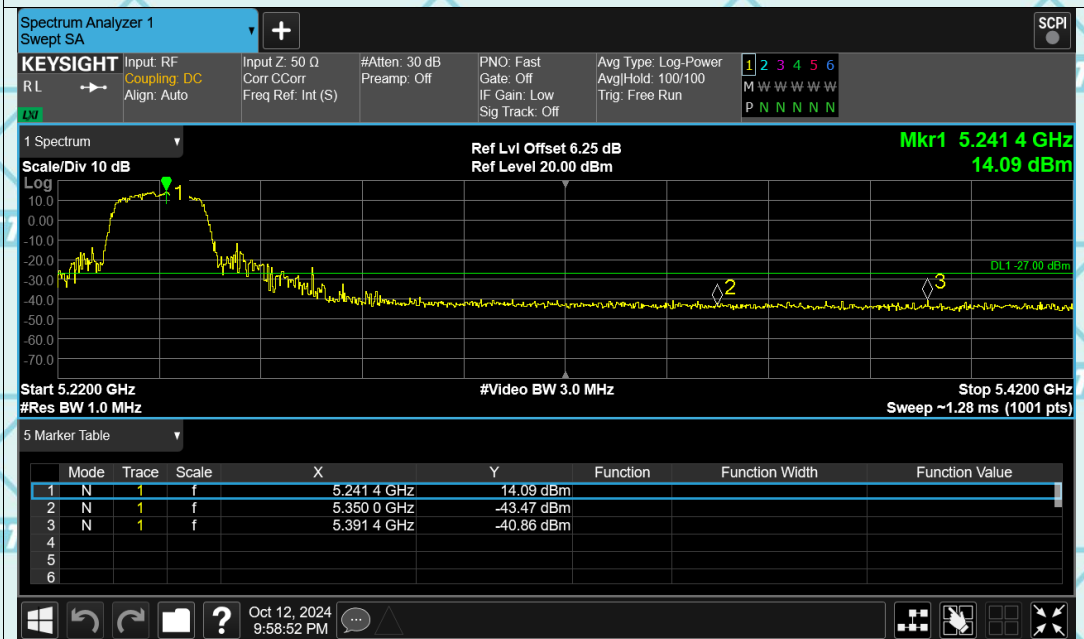 Spectrum Analyzer 1
Swept SA
SCPI
KEYSIGHT
R L
LXI
Input: RF
Coupling: DC
Align: Auto
Input Z: 50 Ω
Corr CCorr
Freq Ref: Int (S)
#Atten: 30 dB
Preamp: Off
PNO: Fast
Gate: Off
IF Gain: Low
Sig Track: Off
Avg Type: Log-Power
Avg|Hold: 100/100
Trig: Free Run
1 2 3 4 5 6
M W W W W W
P N N N N N
1 Spectrum
Scale/Div 10 dB
Log
Ref Lvl Offset 6.25 dB
Ref Level 20.00 dBm
Mkr1 5.241 4 GHz
14.09 dBm
10.0
0.00
-10.0
-20.0
-30.0
-40.0
-50.0
-60.0
-70.0
1
2
3
DL1 -27.00 dBm
Start 5.2200 GHz
#Res BW 1.0 MHz
#Video BW 3.0 MHz
Stop 5.4200 GHz
Sweep ~1.28 ms (1001 pts)
5 Marker Table
Mode Trace Scale X Y Function Function Width Function Value
1 N 1 f 5.241 4 GHz 14.09 dBm
2 N 1 f 5.350 0 GHz -43.47 dBm
3 N 1 f 5.391 4 GHz -40.86 dBm
4
5
6
?
Oct 12, 2024
9:58:52 PM